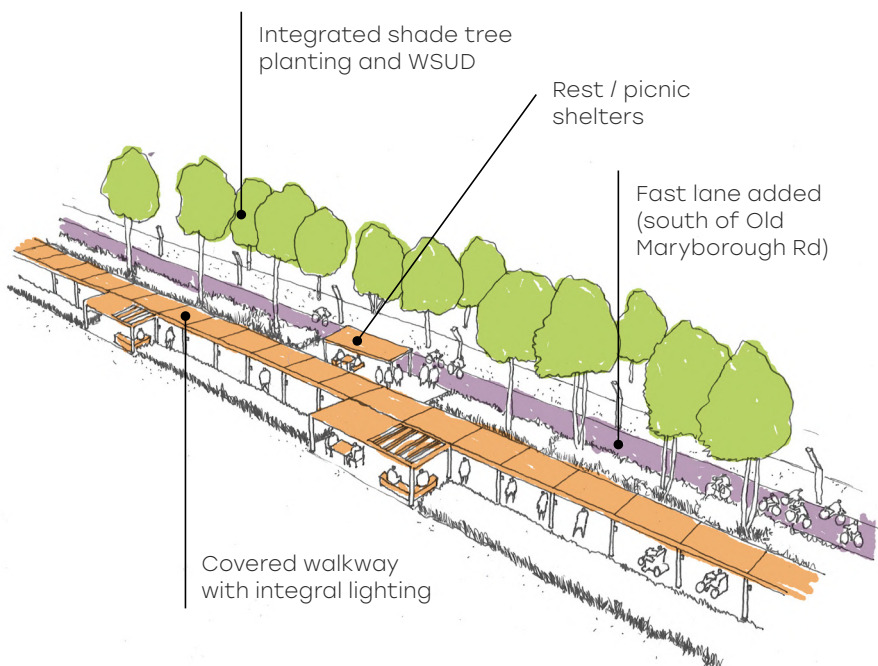 Integrated shade tree
planting and WSUD
Rest / picnic
shelters
Fast lane added
(south of Old
Maryborough Rd)
Covered walkway
with integral lighting